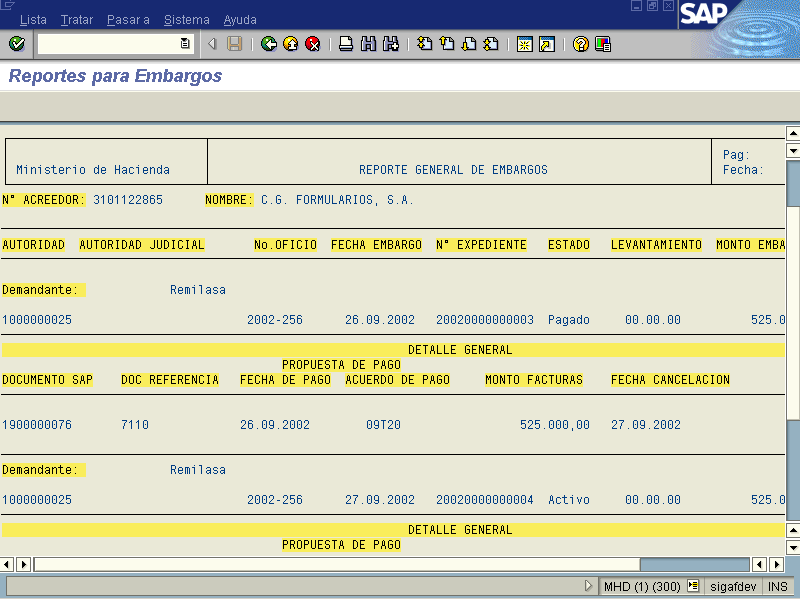 Lista Tratar Pasar a Sistema Ayuda
SAP
Reportes para Embargos
Pag:
Ministerio de Hacienda REPORTE GENERAL DE EMBARGOS Fecha:
N° ACREEDOR: 3101122865 NOMBRE: C.G. FORMULARIOS, S.A.
AUTORIDAD AUTORIDAD JUDICIAL No.OFICIO FECHA EMBARGO N° EXPEDIENTE ESTADO LEVANTAMIENTO MONTO EMBA
Demandante: Remilasa
1000000025 2002-256 26.09.2002 20020000000003 Pagado 00.00.00 525.0
DETALLE GENERAL
PROPUESTA DE PAGO
DOCUMENTO SAP DOC REFERENCIA FECHA DE PAGO ACUERDO DE PAGO MONTO FACTURAS FECHA CANCELACION
1900000076 7110 26.09.2002 09T20 525.000,00 27.09.2002
Demandante: Remilasa
1000000025 2002-256 27.09.2002 20020000000004 Activo 00.00.00 525.0
DETALLE GENERAL
PROPUESTA DE PAGO
MHD (1) (300) sigafdev INS